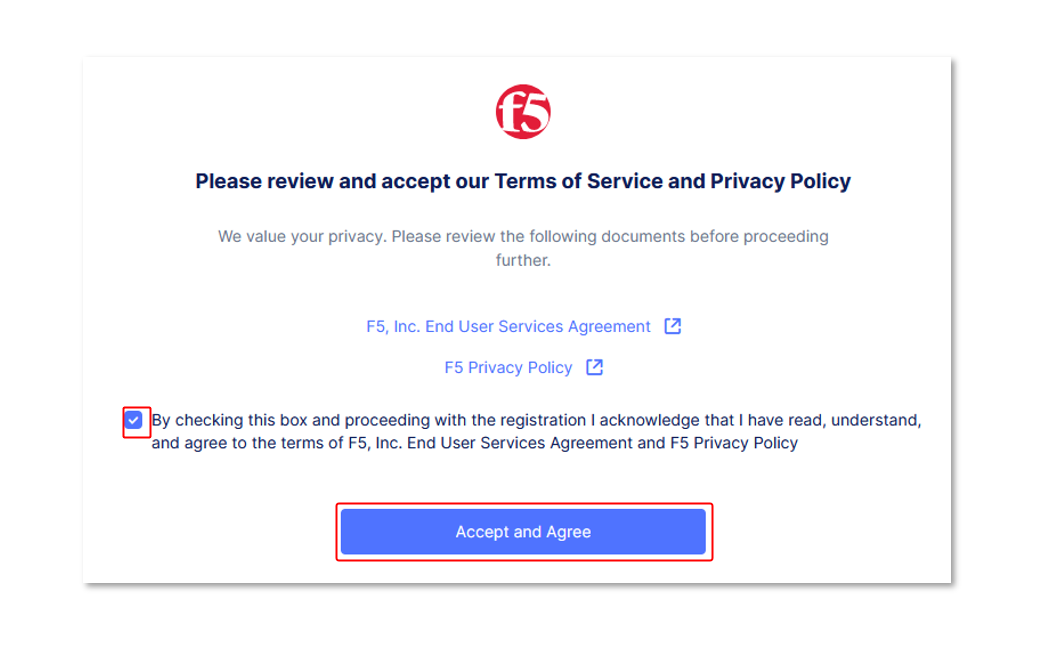 f5
Please review and accept our Terms of Service and Privacy Policy
We value your privacy. Please review the following documents before proceeding
further.
F5, Inc. End User Services Agreement
F5 Privacy Policy
By checking this box and proceeding with the registration I acknowledge that I have read, understand,
and agree to the terms of F5, Inc. End User Services Agreement and F5 Privacy Policy
Accept and Agree